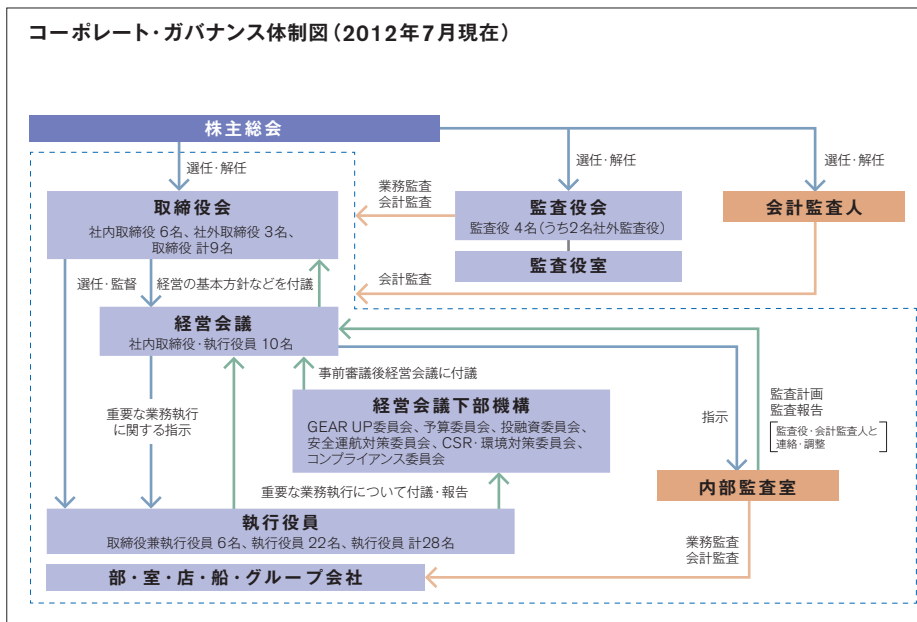 コーポレート・ガバナンス体制図（2012年7月現在）
株主総会
選任・解任
選任・解任
選任・解任
業務監査
会計監査
取締役会
社内取締役 6名、社外取締役 3名、
取締役 計9名
監査役会
監査役 4名（うち2名社外監査役）
監査役室
会計監査人
会計監査
選任・監督
経営の基本方針などを付議
経営会議
社内取締役・執行役員 10名
事前審議後経営会議に付議
経営会議下部機構
GEAR UP委員会、予算委員会、投融資委員会、
安全運航対策委員会、CSR・環境対策委員会、
コンプライアンス委員会
重要な業務執行
に関する指示
指示
監査計画
監査報告
監査役・会計監査人と
連絡・調整
重要な業務執行について付議・報告
内部監査室
執行役員
取締役兼執行役員 6名、執行役員 22名、執行役員 計28名
業務監査
会計監査
部・室・店・船・グループ会社